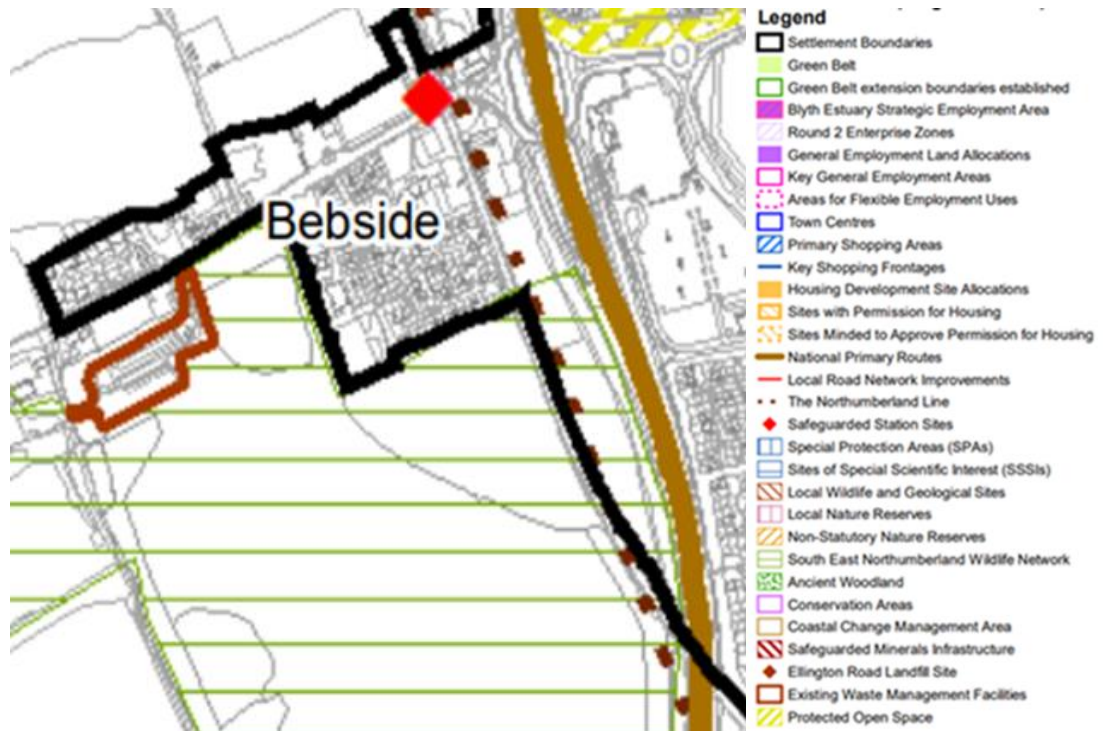 Bebside
Legend
Settlement Boundaries
Green Belt
Green Belt extension boundaries established
Blyth Estuary Strategic Employment Area
Round 2 Enterprise Zones
General Employment Land Allocations
Key General Employment Areas
Areas for Flexible Employment Uses
Town Centres
Primary Shopping Areas
Key Shopping Frontages
Housing Development Site Allocations
Sites with Permission for Housing
Sites Minded to Approve Permission for Housing
National Primary Routes
Local Road Network Improvements
The Northumberland Line
Safeguarded Station Sites
Special Protection Areas (SPAs)
Sites of Special Scientific Interest (SSSIs)
Local Wildlife and Geological Sites
Local Nature Reserves
Non-Statutory Nature Reserves
South East Northumberland Wildlife Network
Ancient Woodland
Conservation Areas
Coastal Change Management Area
Safeguarded Minerals Infrastructure
Ellington Road Landfill Site
Existing Waste Management Facilities
Protected Open Space